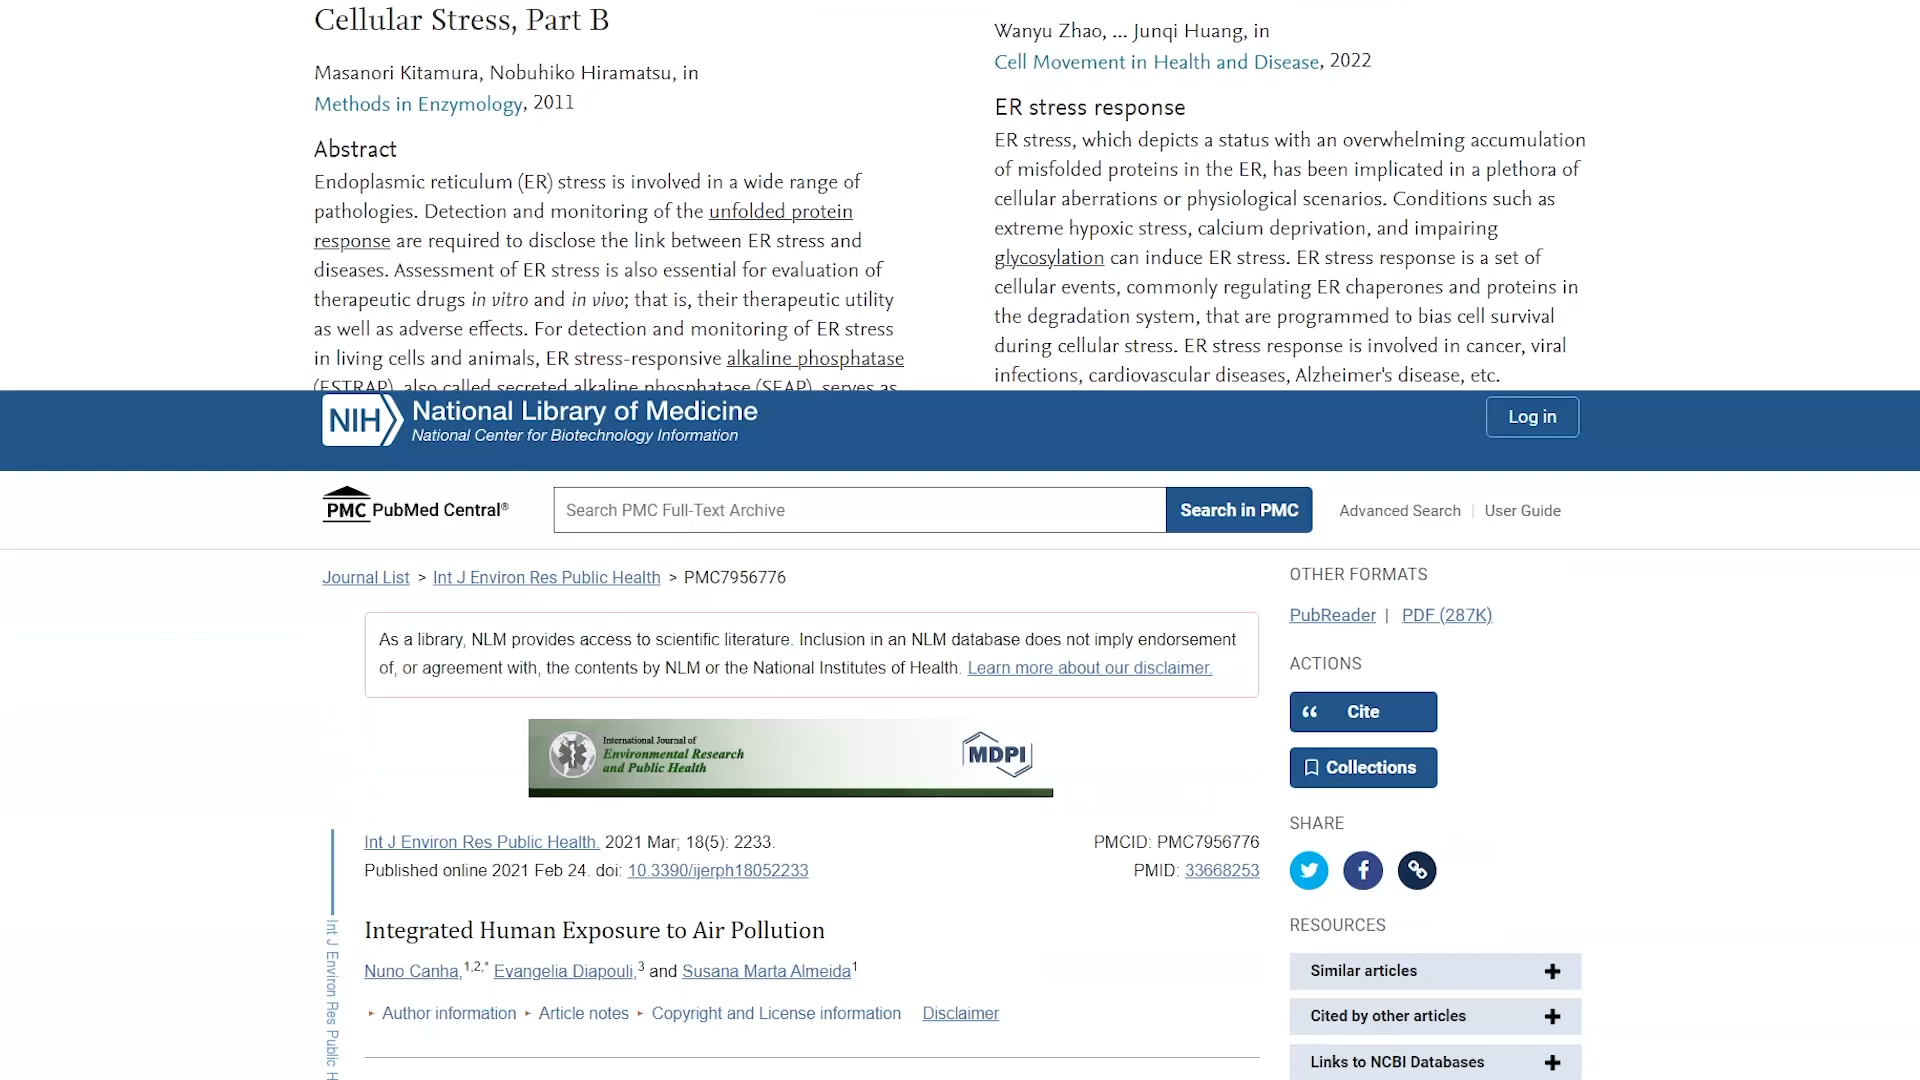 Cellular Stress, Part B
Masanori Kitamura, Nobuhiko Hiramatsu, in
Methods in Enzymology, 2011
Abstract
Endoplasmic reticulum (ER) stress is involved in a wide range of
pathologies. Detection and monitoring of the unfolded protein
response are required to disclose the link between ER stress and
diseases. Assessment of ER stress is also essential for evaluation of
therapeutic drugs in vitro and in vivo; that is, their therapeutic utility
as well as adverse effects. For detection and monitoring of ER stress
in living cells and animals, ER stress-responsive alkaline phosphatase
(ESTRAP), also called secreted alkaline phosphatase (SEAP), serves as
Wanyu Zhao, ... Junqi Huang, in
Cell Movement in Health and Disease, 2022
ER stress response
ER stress, which depicts a status with an overwhelming accumulation
of misfolded proteins in the ER, has been implicated in a plethora of
cellular aberrations or physiological scenarios. Conditions such as
extreme hypoxic stress, calcium deprivation, and impairing
glycosylation can induce ER stress. ER stress response is a set of
cellular events, commonly regulating ER chaperones and proteins in
the degradation system, that are programmed to bias cell survival
during cellular stress. ER stress response is involved in cancer, viral
infections, cardiovascular diseases, Alzheimer's disease, etc.
NIH National Library of Medicine
National Center for Biotechnology Information
Log in
PMC PubMed Central®
Search PMC Full-Text Archive
Search in PMC
Advanced Search | User Guide
Journal List > Int J Environ Res Public Health > PMC7956776
As a library, NLM provides access to scientific literature. Inclusion in an NLM database does not imply endorsement
of, or agreement with, the contents by NLM or the National Institutes of Health. Learn more about our disclaimer.
International Journal of
Environmental Research
and Public Health
MDPI
Int J Environ Res Public Health. 2021 Mar; 18(5): 2233.
Published online 2021 Feb 24. doi: 10.3390/ijerph18052233
PMCID: PMC7956776
PMID: 33668253
Integrated Human Exposure to Air Pollution
Nuno Canha,1,2,* Evangelia Diapouli,3 and Susana Marta Almeida1
▸ Author information ▸ Article notes ▸ Copyright and License information Disclaimer
Int J Environ Res Public H
OTHER FORMATS
PubReader | PDF (287K)
ACTIONS
Cite
Collections
SHARE
RESOURCES
Similar articles
Cited by other articles
Links to NCBI Databases